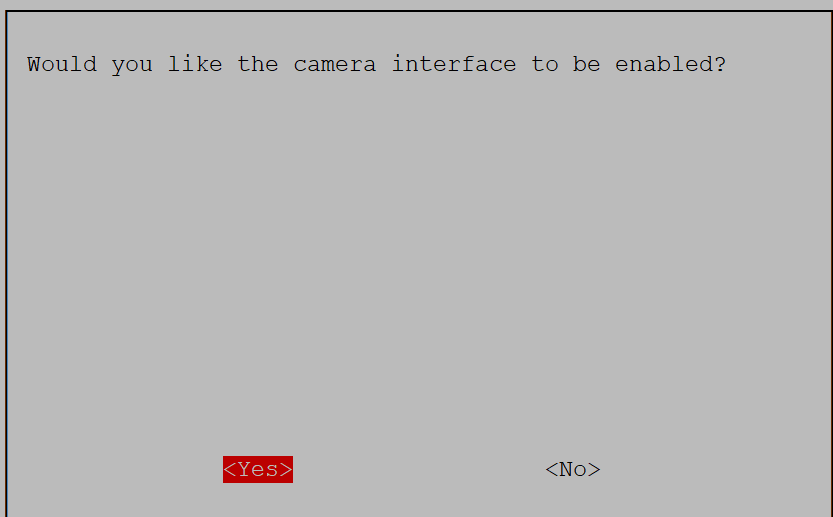 Would you like the camera interface to be enabled?
<Yes> <No>